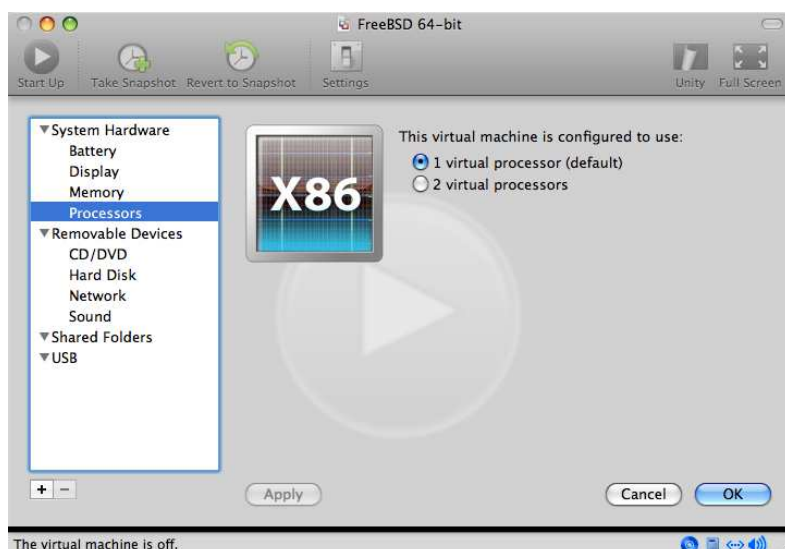 FreeBSD 64-bit
Start Up Take Snapshot Revert to Snapshot Settings Unity Full Screen
System Hardware
Battery
Display
Memory
Processors
Removable Devices
CD/DVD
Hard Disk
Network
Sound
Shared Folders
USB
X86
This virtual machine is configured to use:
1 virtual processor (default)
2 virtual processors
+ −
Apply Cancel OK
The virtual machine is off.